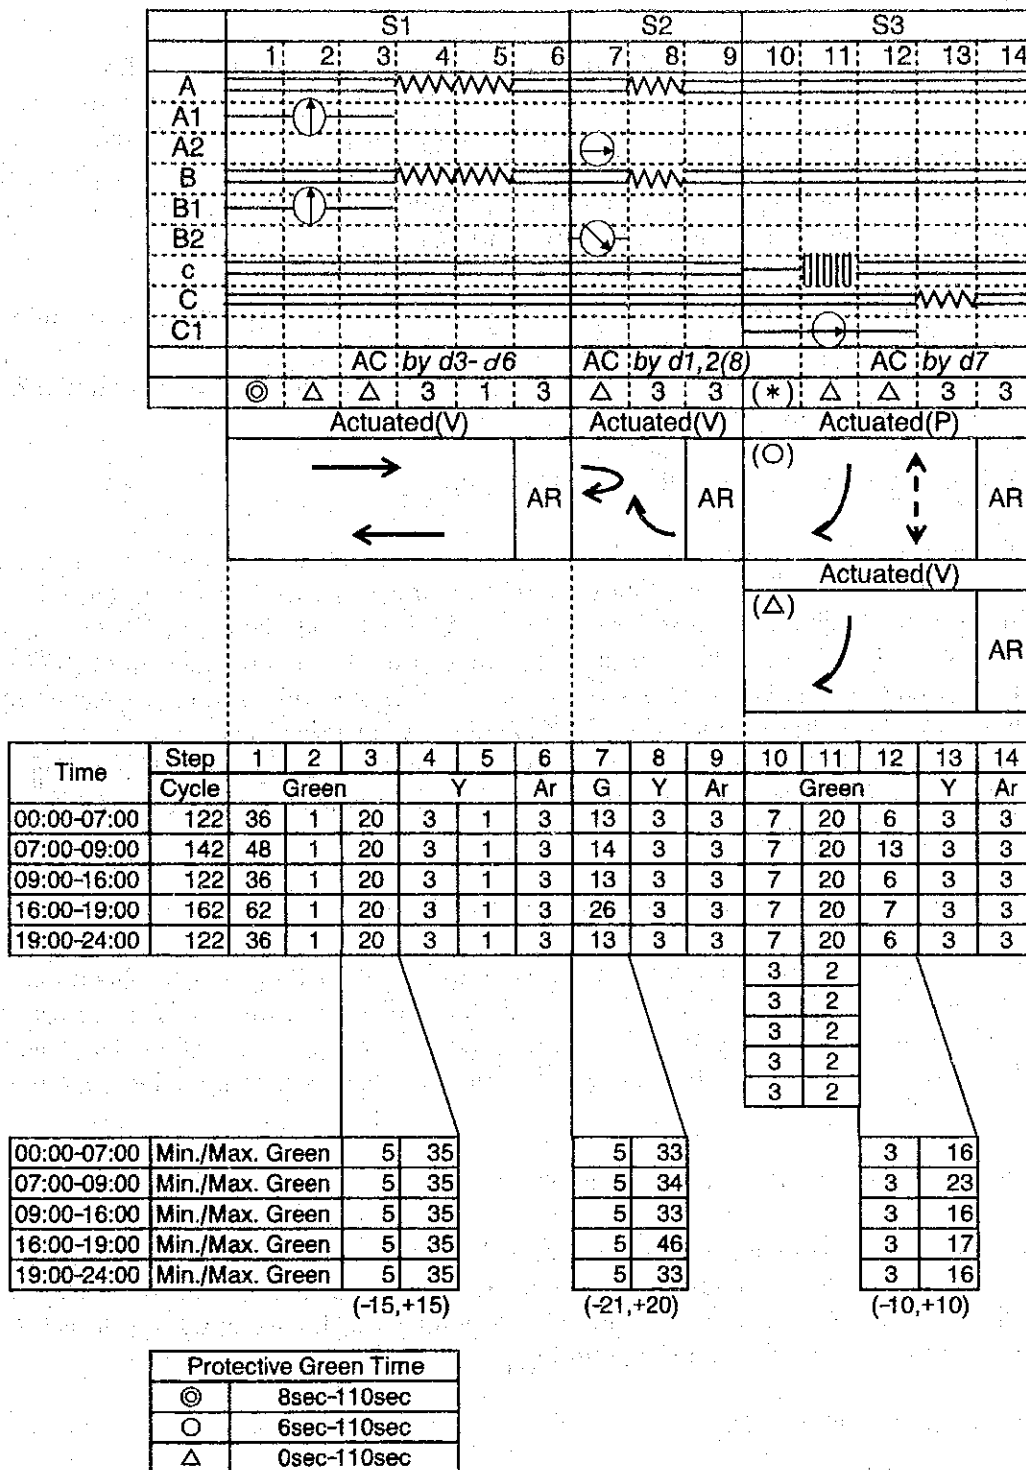 S1 S2 S3
1 2 3 4 5 6 7 8 9 10 11 12 13 14
A
A1
A2
B
B1
B2
c
C
C1
AC by d3-d6 AC by d1,2(8) AC by d7
◎ △ △ 3 1 3 △ 3 3 (*) △ △ 3 3
Actuated(V) Actuated(V) Actuated(P)
(○)
AR AR AR
Actuated(V)
(△)
AR
Time Step 1 2 3 4 5 6 7 8 9 10 11 12 13 14
Cycle Green Y Ar G Y Ar Green Y Ar
00:00-07:00 122 36 1 20 3 1 3 13 3 3 7 20 6 3 3
07:00-09:00 142 48 1 20 3 1 3 14 3 3 7 20 13 3 3
09:00-16:00 122 36 1 20 3 1 3 13 3 3 7 20 6 3 3
16:00-19:00 162 62 1 20 3 1 3 26 3 3 7 20 7 3 3
19:00-24:00 122 36 1 20 3 1 3 13 3 3 7 20 6 3 3
3 2
3 2
3 2
3 2
3 2
00:00-07:00 Min./Max. Green 5 35 5 33 3 16
07:00-09:00 Min./Max. Green 5 35 5 34 3 23
09:00-16:00 Min./Max. Green 5 35 5 33 3 16
16:00-19:00 Min./Max. Green 5 35 5 46 3 17
19:00-24:00 Min./Max. Green 5 35 5 33 3 16
(-15,+15) (-21,+20) (-10,+10)
Protective Green Time
◎ 8sec-110sec
○ 6sec-110sec
△ 0sec-110sec